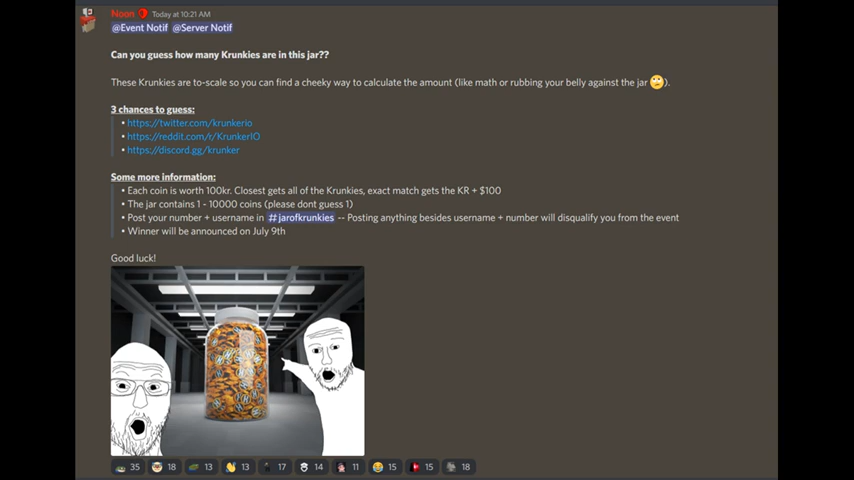 Noon Today at 10:21 AM
@Event Notif @Server Notif
Can you guess how many Krunkies are in this jar??
These Krunkies are to-scale so you can find a cheeky way to calculate the amount (like math or rubbing your belly against the jar 🙄).
3 chances to guess:
• https://twitter.com/krunkerio
• https://reddit.com/r/KrunkerIO
• https://discord.gg/krunker
Some more information:
• Each coin is worth 100kr. Closest gets all of the Krunkies, exact match gets the KR + $100
• The jar contains 1 - 10000 coins (please dont guess 1)
• Post your number + username in #jarofkrunkies -- Posting anything besides username + number will disqualify you from the event
• Winner will be announced on July 9th
Good luck!
35 18 13 13 17 14 11 15 15 18